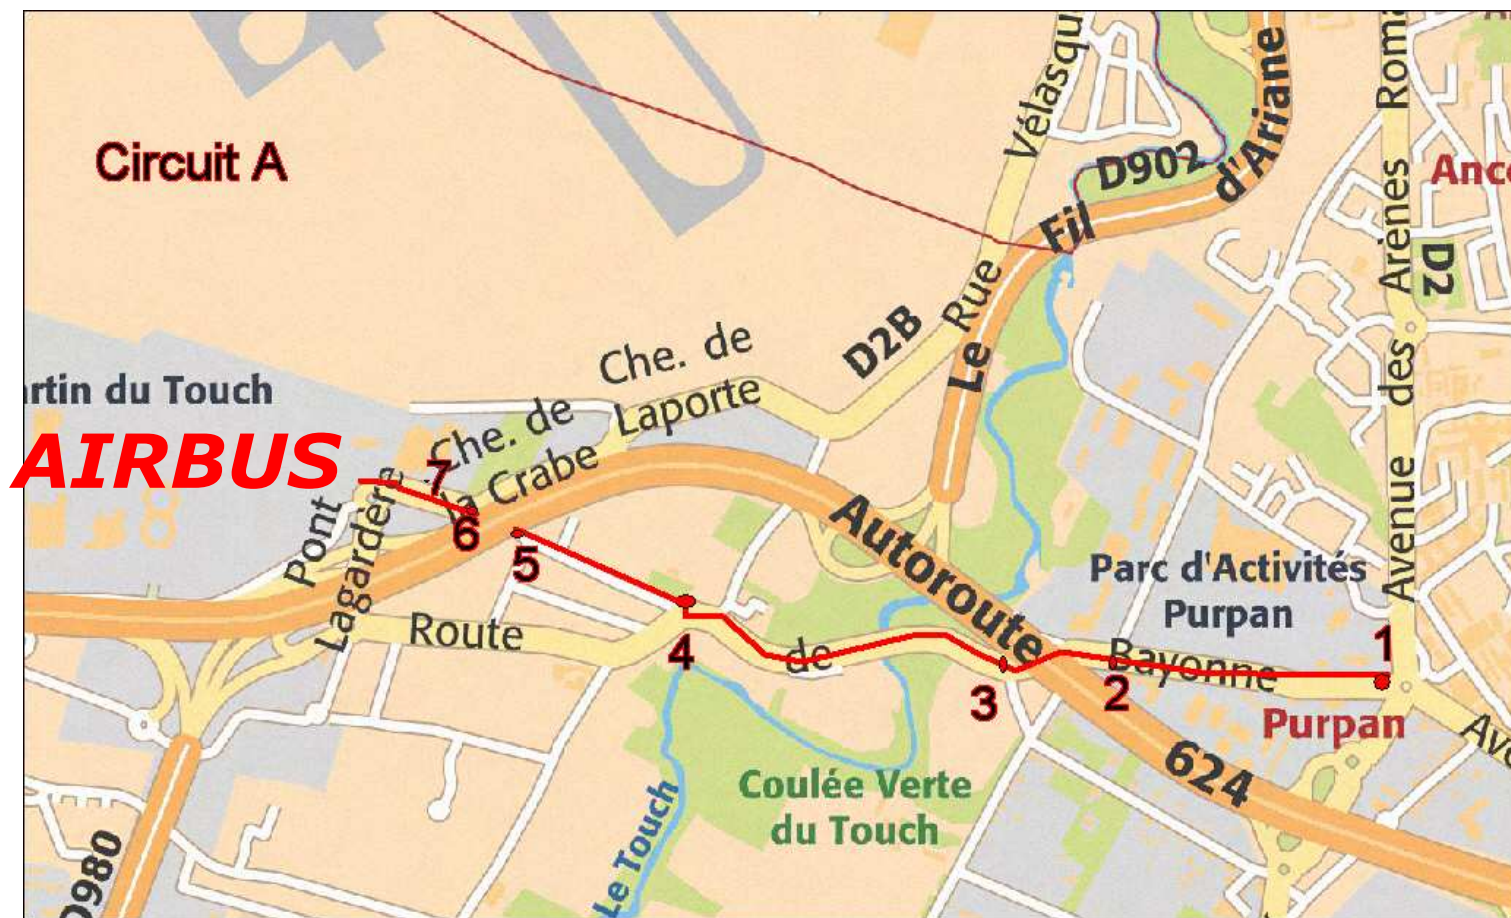 Circuit A
Vélasqu
d'Ariane
D902
Fil
Le
Rue
D2B
Avenue des Arènes Roma
D2
Anc
Che. de
Laporte
rtin du Touch
AIRBUS
Che. de
La Crabe
Pont
Lagardère
7
6
5
4
3
2
1
Autoroute
624
Route
de
Bayonne
Parc d'Activités
Purpan
Purpan
Ave
Coulée Verte
du Touch
Le Touch
D980